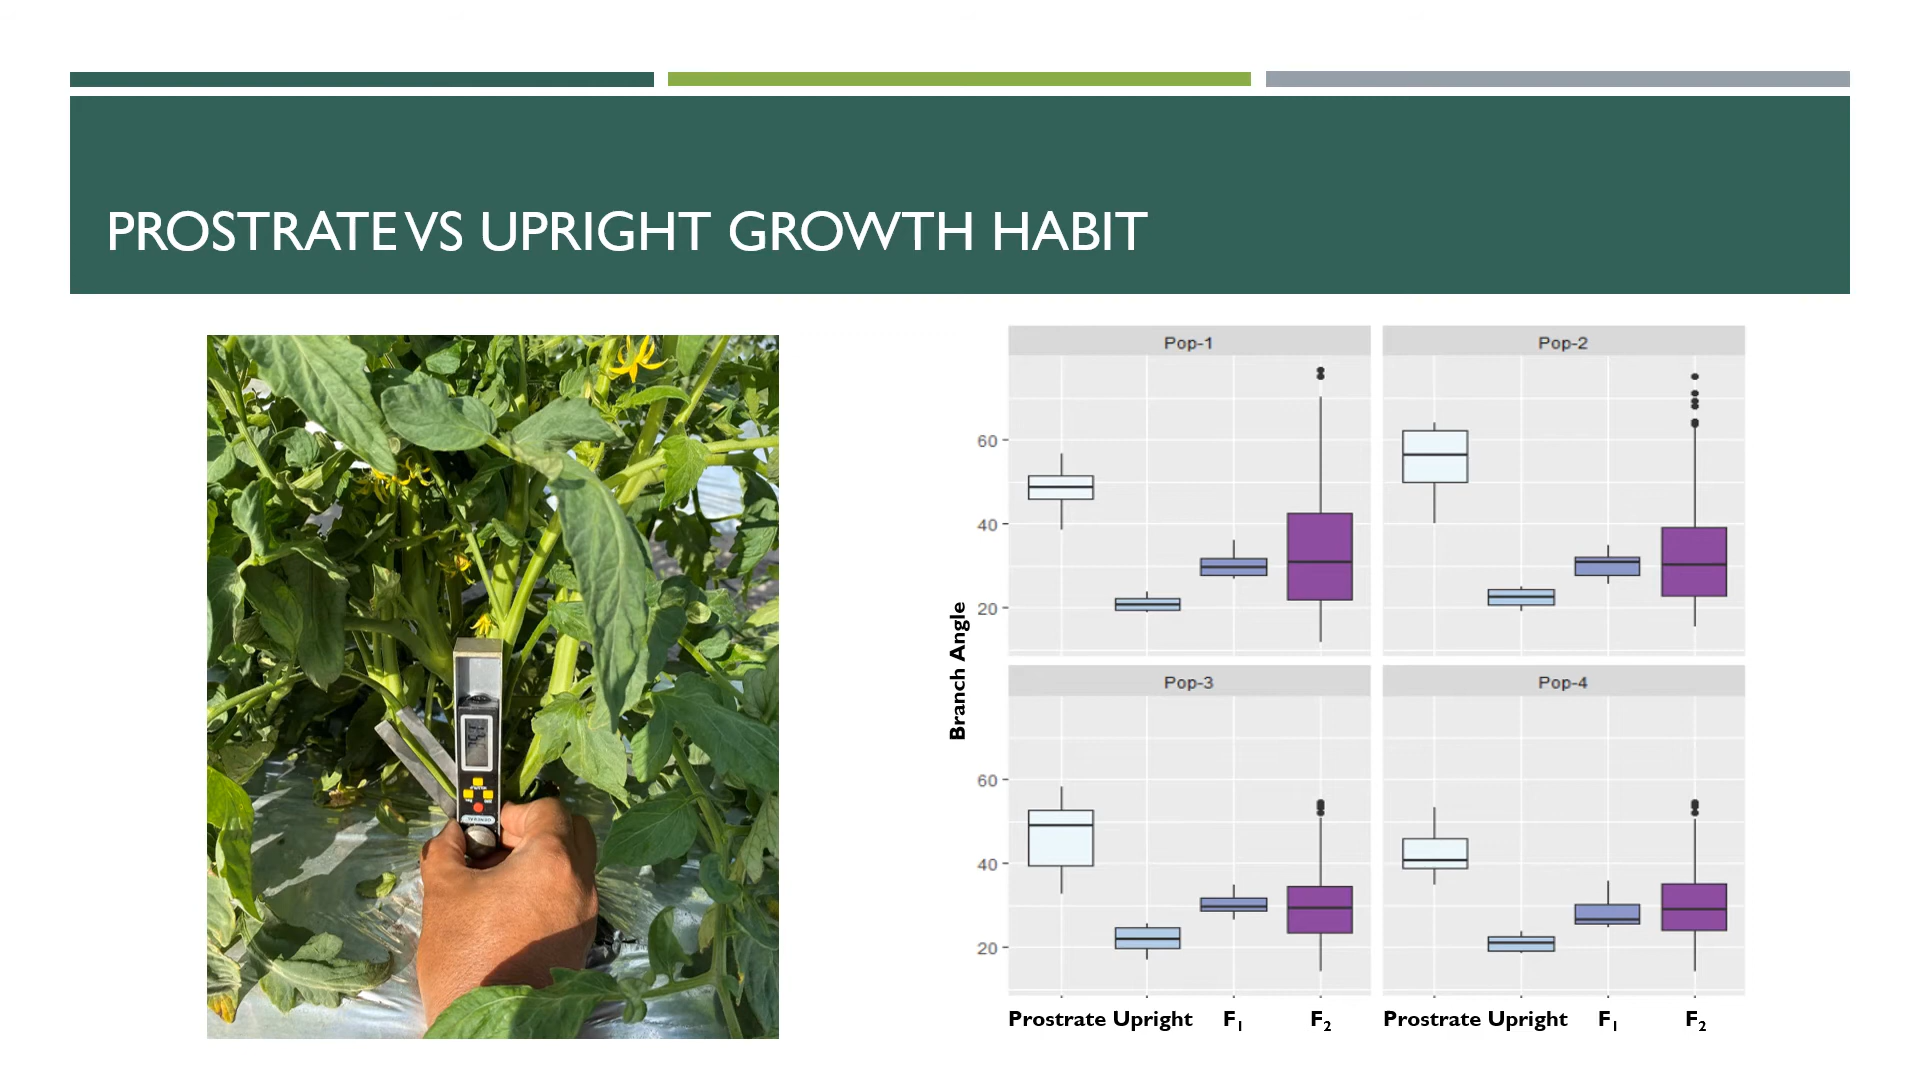 PROSTRATE VS UPRIGHT GROWTH HABIT
Pop-1
Pop-2
60
40
20
Branch Angle
Pop-3
Pop-4
60
40
20
Prostrate Upright F₁ F₂ Prostrate Upright F₁ F₂